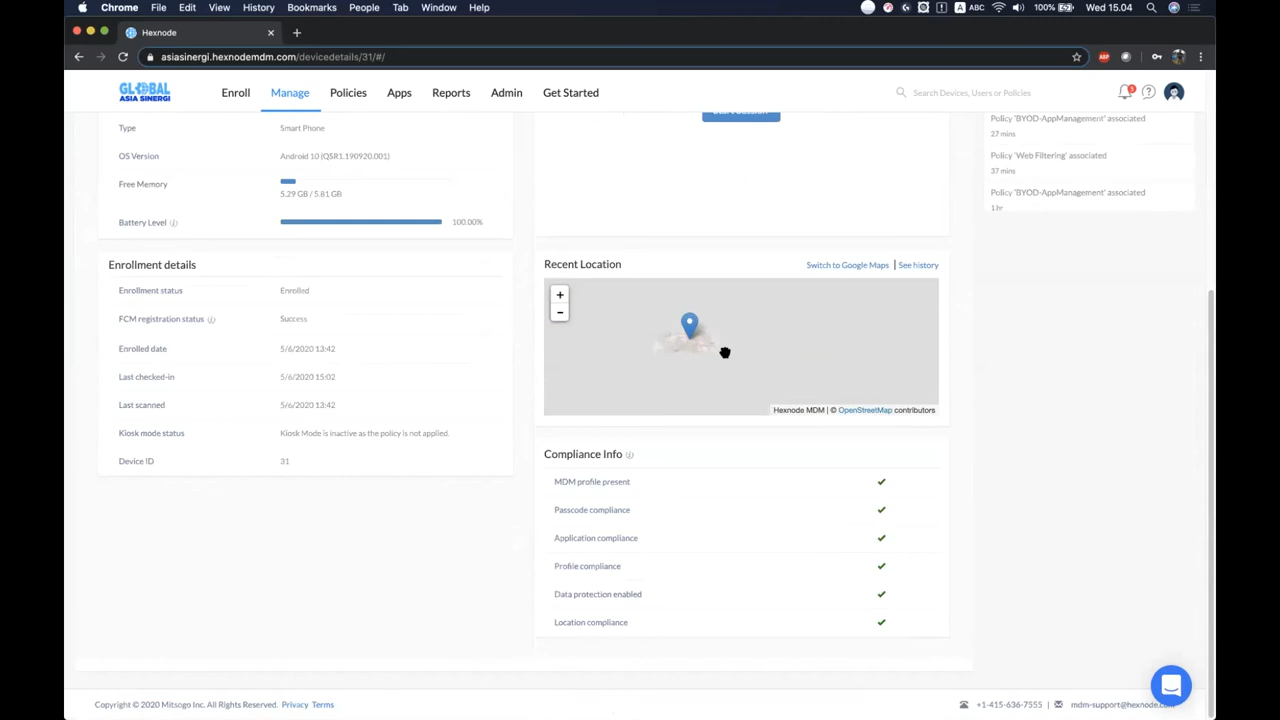 Chrome File Edit View History Bookmarks People Tab Window Help
ABC 100% Wed 15.04
Hexnode
asiasinergi.hexnodemdm.com/devicedetails/31/#/
ABP
GLOBAL
ASIA SINERGI
Enroll Manage Policies Apps Reports Admin Get Started
Search Devices, Users or Policies
Type Smart Phone
OS Version Android 10 (QSR1.190920.001)
Free Memory
5.29 GB / 5.81 GB
Battery Level 100.00%
Enrollment details
Enrollment status Enrolled
FCM registration status Success
Enrolled date 5/6/2020 13:42
Last checked-in 5/6/2020 15:02
Last scanned 5/6/2020 13:42
Kiosk mode status Kiosk Mode is inactive as the policy is not applied.
Device ID 31
Recent Location
Switch to Google Maps | See history
+
-
Hexnode MDM | © OpenStreetMap contributors
Compliance Info
MDM profile present
Passcode compliance
Application compliance
Profile compliance
Data protection enabled
Location compliance
Policy 'BYOD-AppManagement' associated
27 mins
Policy 'Web Filtering' associated
37 mins
Policy 'BYOD-AppManagement' associated
1 hr
Copyright © 2020 Mitsogo Inc. All Rights Reserved. Privacy Terms
+1-415-636-7555 | mdm-support@hexnode.